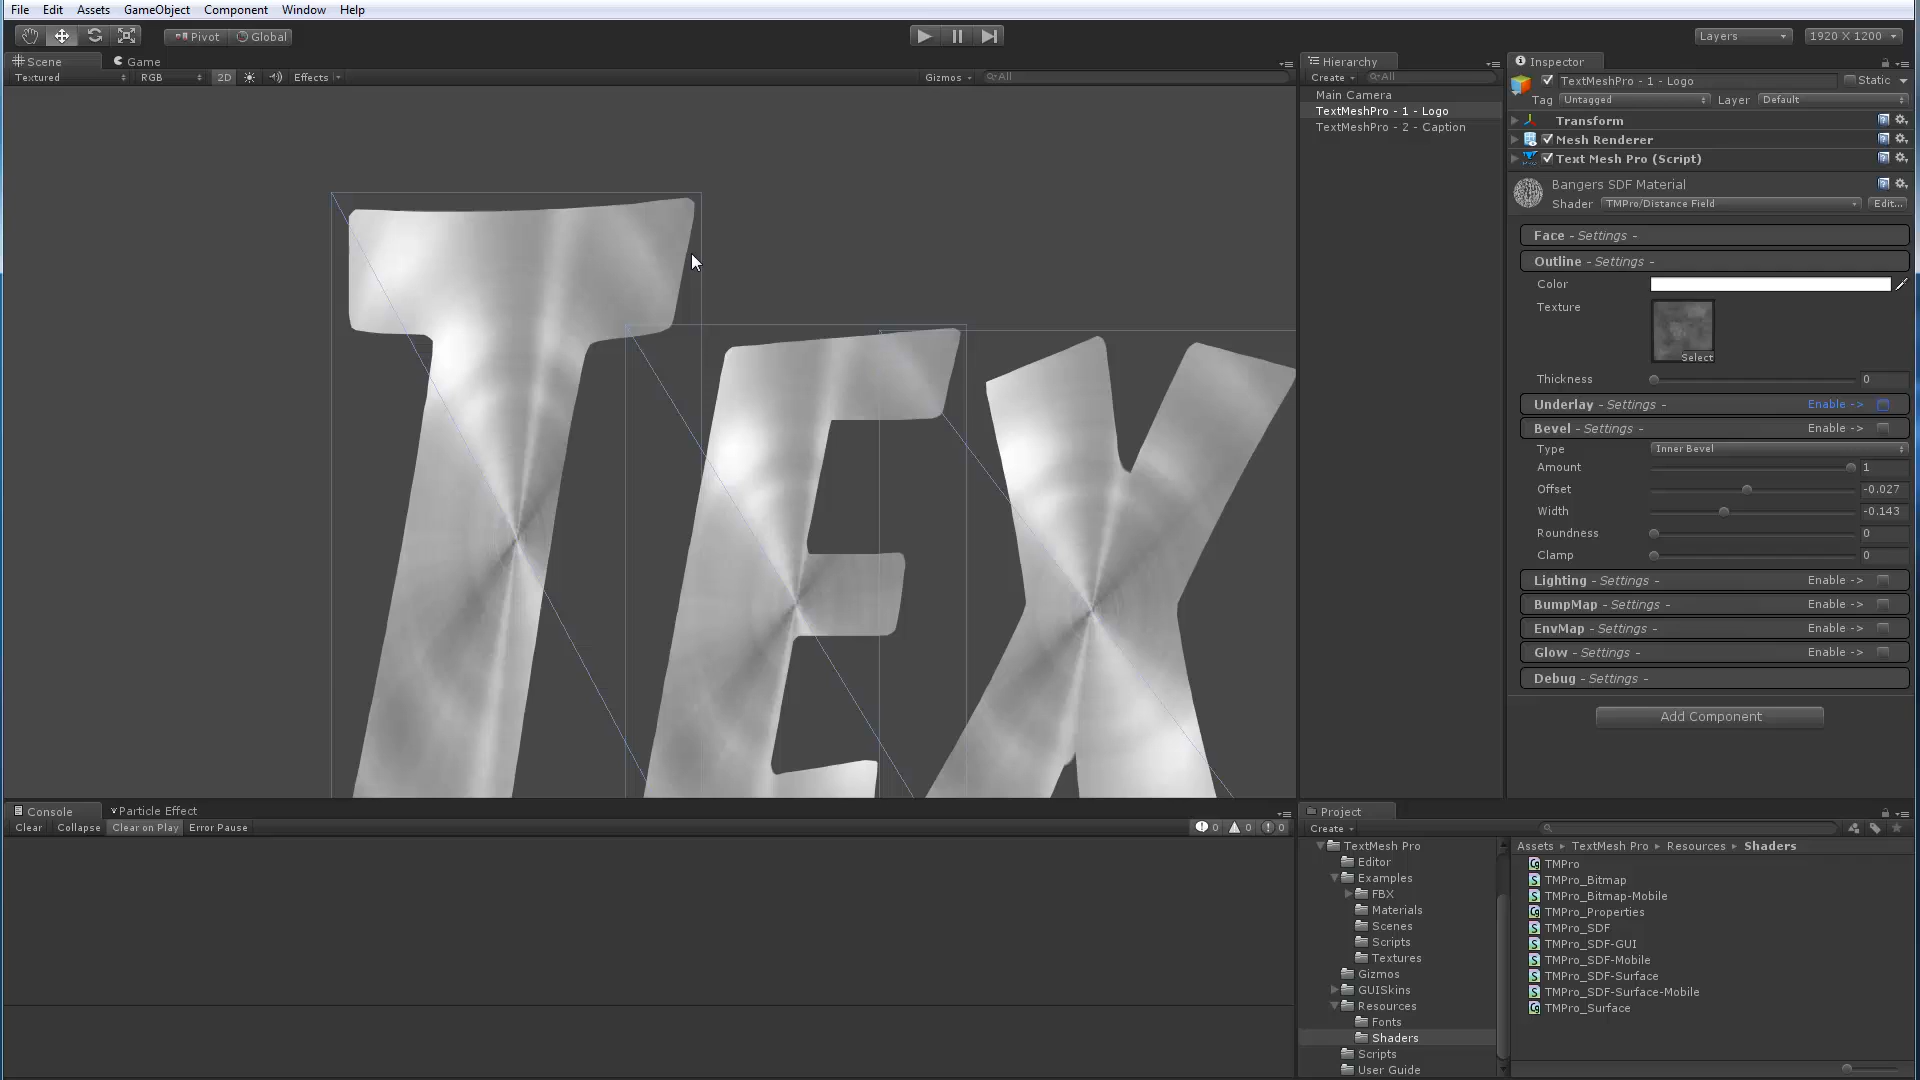 File Edit Assets GameObject Component Window Help
Pivot Global Layers 1920 X 1200
Scene Game
Textured RGB 2D Effects Gizmos All
TEX
Console Particle Effect
Clear Collapse Clear on Play Error Pause 0 0 0
Hierarchy
Create All
Main Camera
TextMeshPro - 1 - Logo
TextMeshPro - 2 - Caption
Inspector
TextMeshPro - 1 - Logo Static
Tag Untagged Layer Default
Transform
Mesh Renderer
Text Mesh Pro (Script)
Bangers SDF Material
Shader TMPro/Distance Field Edit...
Face - Settings -
Outline - Settings -
Color
Texture
Select
Thickness 0
Underlay - Settings - Enable ->
Bevel - Settings - Enable ->
Type Inner Bevel
Amount 1
Offset -0.027
Width -0.143
Roundness 0
Clamp 0
Lighting - Settings - Enable ->
BumpMap - Settings - Enable ->
EnvMap - Settings - Enable ->
Glow - Settings - Enable ->
Debug - Settings -
Add Component
Project
Create
TextMesh Pro
Editor
Examples
FBX
Materials
Scenes
Scripts
Textures
Gizmos
GUISkins
Resources
Fonts
Shaders
Scripts
User Guide
Assets TextMesh Pro Resources Shaders
TMPro
TMPro_Bitmap
TMPro_Bitmap-Mobile
TMPro_Properties
TMPro_SDF
TMPro_SDF-GUI
TMPro_SDF-Mobile
TMPro_SDF-Surface
TMPro_SDF-Surface-Mobile
TMPro_Surface